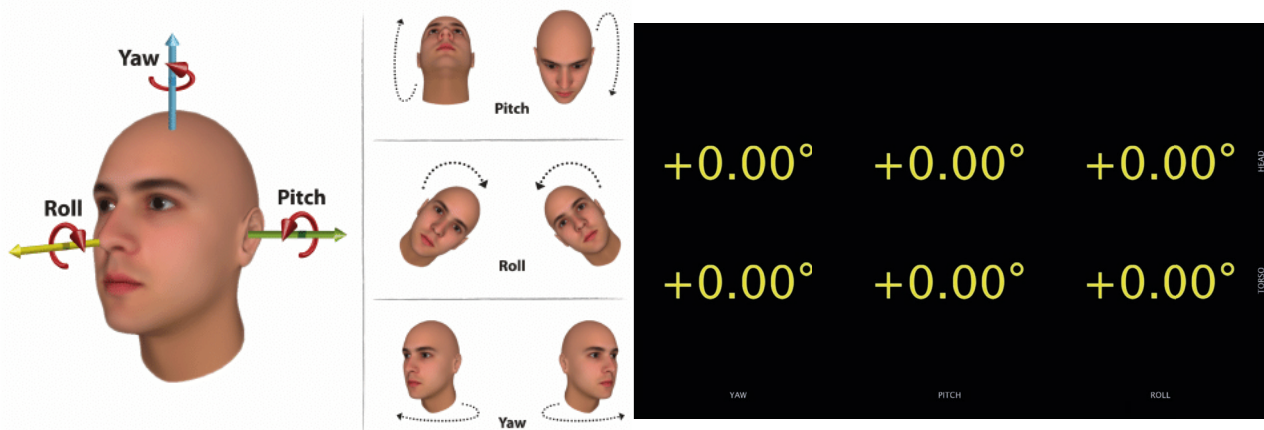 Yaw
Roll
Pitch
Pitch
Roll
Yaw
+0.00° +0.00° +0.00°
HEAD
+0.00° +0.00° +0.00°
TORSO
YAW PITCH ROLL